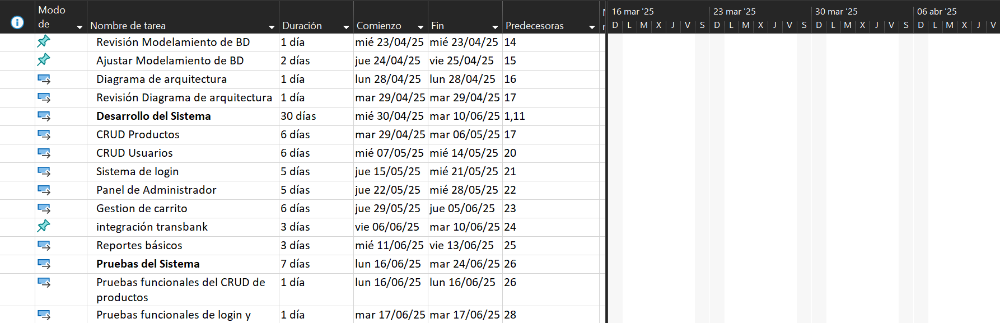 Modo de
Nombre de tarea
Duración
Comienzo
Fin
Predecesoras
16 mar '25
23 mar '25
30 mar '25
06 abr '25
D L M X J V S D L M X J V S D L M X J V S D L M X J V
Revisión Modelamiento de BD 1 día mié 23/04/25 mié 23/04/25 14
Ajustar Modelamiento de BD 2 días jue 24/04/25 vie 25/04/25 15
Diagrama de arquitectura 1 día lun 28/04/25 lun 28/04/25 16
Revisión Diagrama de arquitectura 1 día mar 29/04/25 mar 29/04/25 17
Desarrollo del Sistema 30 días mié 30/04/25 mar 10/06/25 1,11
CRUD Productos 6 días mar 29/04/25 mar 06/05/25 17
CRUD Usuarios 6 días mié 07/05/25 mié 14/05/25 20
Sistema de login 5 días jue 15/05/25 mié 21/05/25 21
Panel de Administrador 5 días jue 22/05/25 mié 28/05/25 22
Gestion de carrito 6 días jue 29/05/25 jue 05/06/25 23
integración transbank 3 días vie 06/06/25 mar 10/06/25 24
Reportes básicos 3 días mié 11/06/25 vie 13/06/25 25
Pruebas del Sistema 7 días lun 16/06/25 mar 24/06/25 26
Pruebas funcionales del CRUD de 1 día lun 16/06/25 lun 16/06/25 26
productos
Pruebas funcionales de login y 1 día mar 17/06/25 mar 17/06/25 28